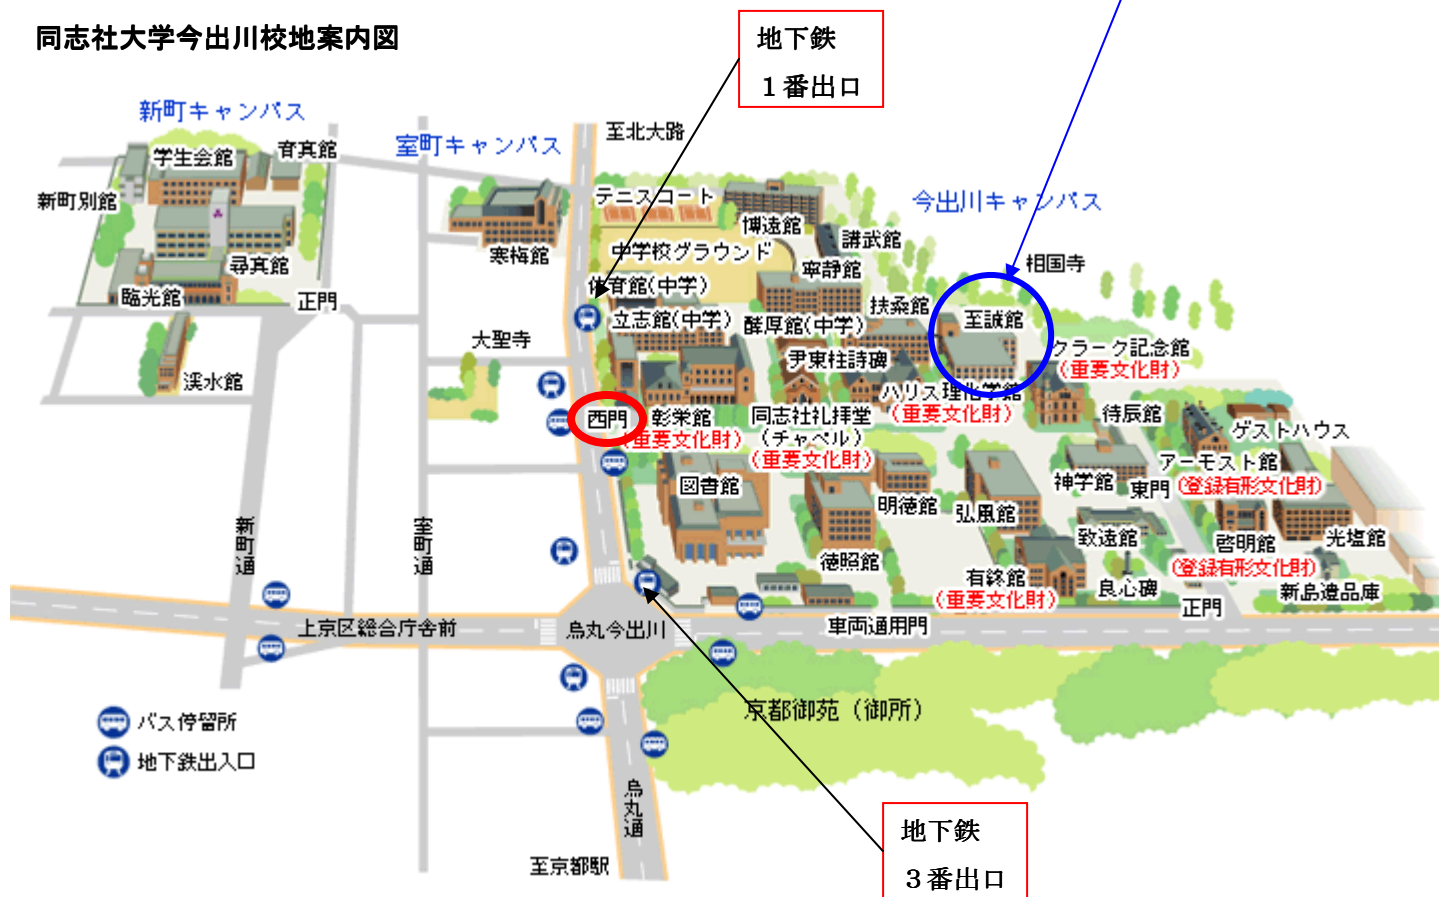 同志社大学今出川校地案内図
地下鉄
１番出口
新町キャンパス
室町キャンパス
今出川キャンパス
至北大路
学生会館
育真館
新町別館
尋真館
臨光館
正門
渓水館
寒梅館
大聖寺
テニスコート
博遠館
講武館
中学校グラウンド
寧静館
相国寺
体育館(中学)
扶桑館
至誠館
立志館(中学)
酵厚館(中学)
尹東柱詩碑
クラーク記念館
(重要文化財)
ハリス理化学館
(重要文化財)
西門
彰栄館
(重要文化財)
同志社礼拝堂
(チャペル)
(重要文化財)
待辰館
ゲストハウス
アーモスト館
(登録有形文化財)
図書館
明徳館
弘風館
神学館
東門
徳照館
致遠館
啓明館
(登録有形文化財)
光塩館
有終館
(重要文化財)
良心碑
正門
新島遺品庫
新町通
室町通
上京区総合庁舎前
烏丸今出川
車両通用門
京都御苑（御所）
バス停留所
地下鉄出入口
烏丸通
至京都駅
地下鉄
３番出口